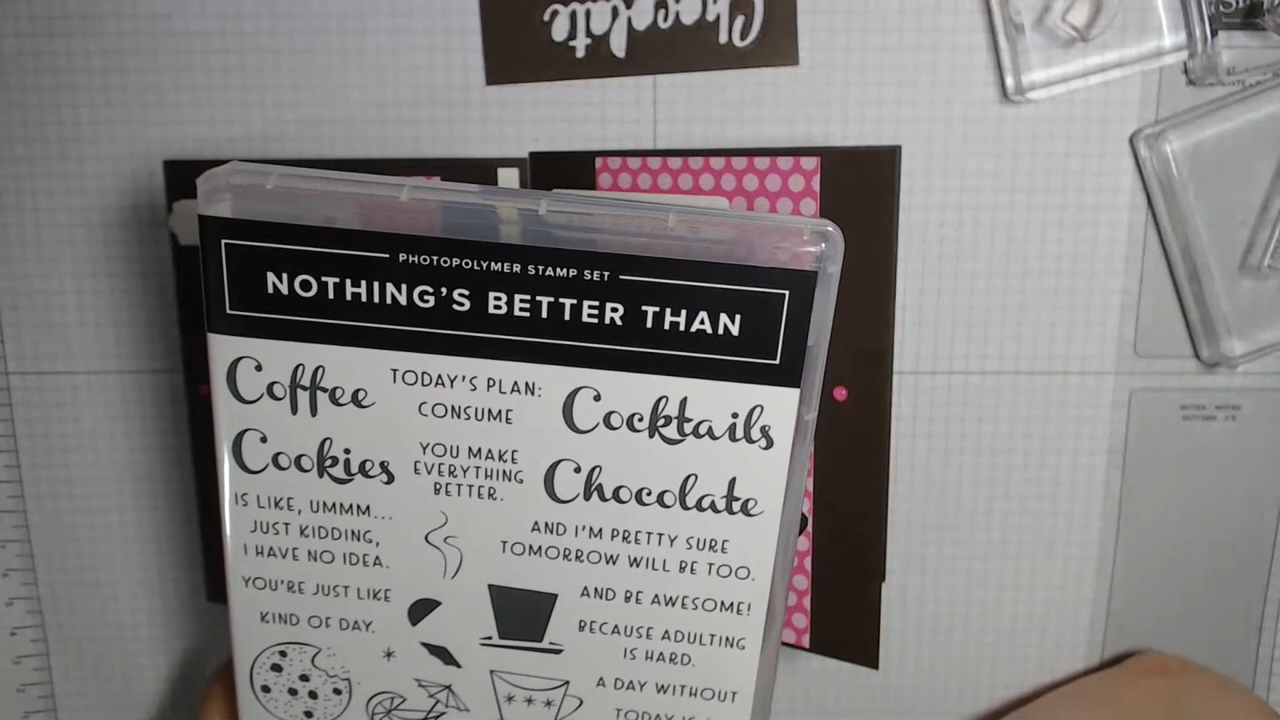 Chocolate
PHOTOPOLYMER STAMP SET
NOTHING'S BETTER THAN
Coffee
TODAY'S PLAN:
CONSUME
Cocktails
Cookies
YOU MAKE
EVERYTHING
BETTER.
Chocolate
IS LIKE, UMMM...
JUST KIDDING,
I HAVE NO IDEA.
AND I'M PRETTY SURE
TOMORROW WILL BE TOO.
YOU'RE JUST LIKE
KIND OF DAY.
AND BE AWESOME!
BECAUSE ADULTING
IS HARD.
A DAY WITHOUT